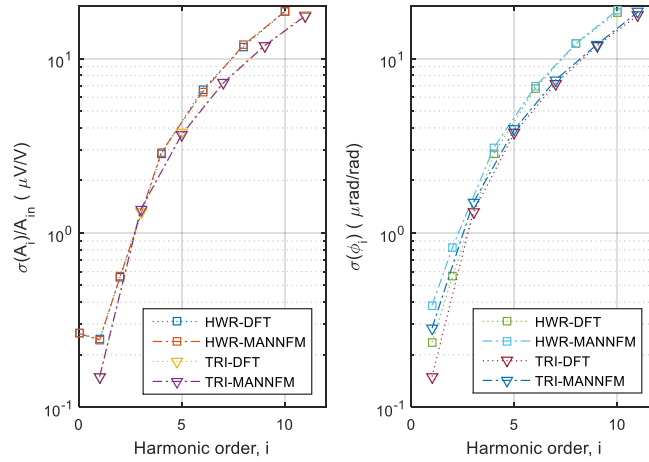 10^1
10^0
10^-1
σ(A_i)/A_in ( μV/V)
0 5 10
Harmonic order, i
HWR-DFT
HWR-MANNFM
TRI-DFT
TRI-MANNFM
10^1
10^0
10^-1
σ(ϕ_i) ( μrad/rad)
0 5 10
Harmonic order, i
HWR-DFT
HWR-MANNFM
TRI-DFT
TRI-MANNFM